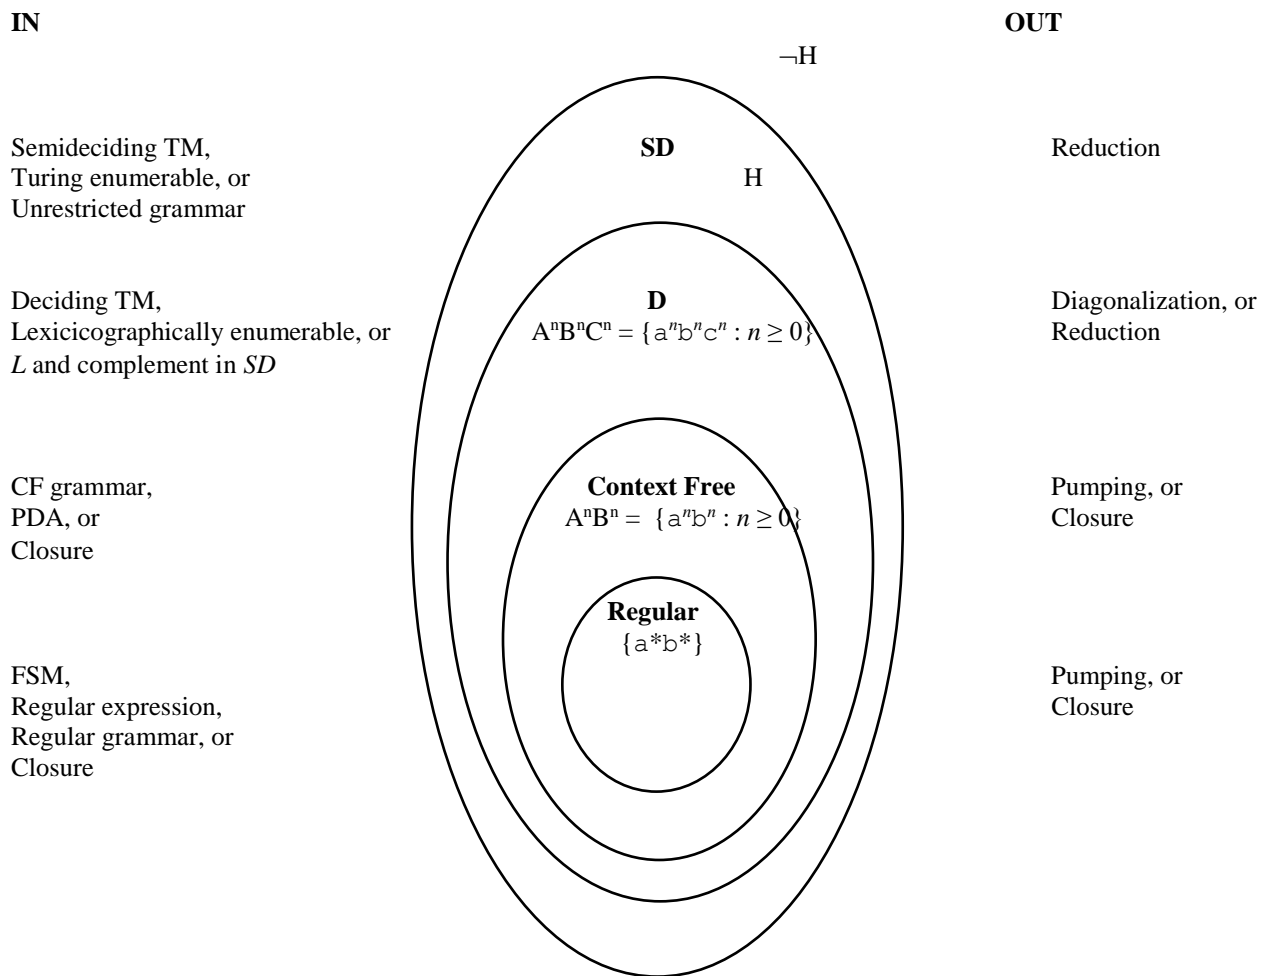 IN
OUT
¬H
Semideciding TM,
Turing enumerable, or
Unrestricted grammar
SD
H
Reduction
Deciding TM,
Lexicicographically enumerable, or
L and complement in SD
D
AⁿBⁿCⁿ = {aⁿbⁿcⁿ : n ≥ 0}
Diagonalization, or
Reduction
CF grammar,
PDA, or
Closure
Context Free
AⁿBⁿ = {aⁿbⁿ : n ≥ 0}
Pumping, or
Closure
Regular
{a*b*}
FSM,
Regular expression,
Regular grammar, or
Closure
Pumping, or
Closure